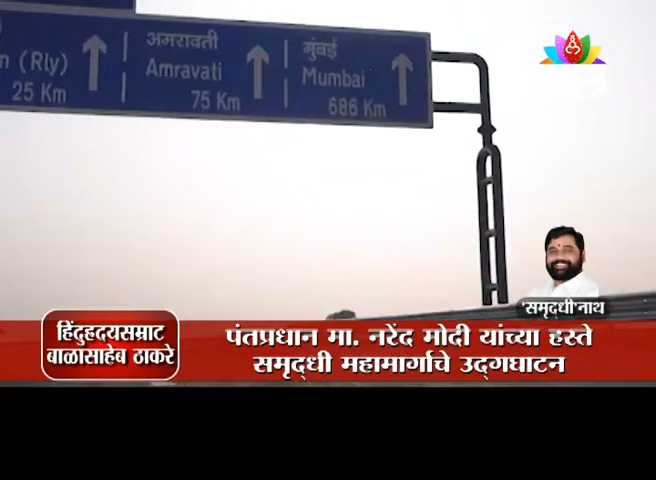 अमरावती
मुंबई
(Rly)
Amravati
Mumbai
25 Km
75 Km
686 Km
'समृद्धी'नाथ
हिंदुहृदयसम्राट
बाळासाहेब ठाकरे
पंतप्रधान मा. नरेंद्र मोदी यांच्या हस्ते
समृद्धी महामार्गाचे उद्‌गघाटन